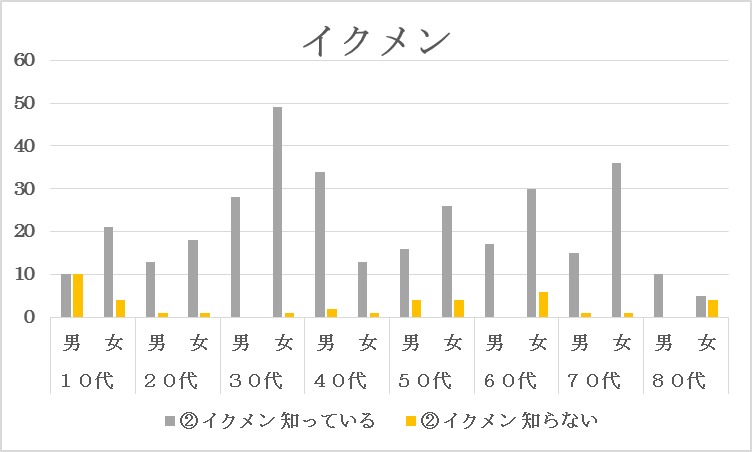 イクメン
60
50
40
30
20
10
0
男 女 男 女 男 女 男 女 男 女 男 女 男 女 男 女
１０代 ２０代 ３０代 ４０代 ５０代 ６０代 ７０代 ８０代
②イクメン 知っている ②イクメン 知らない